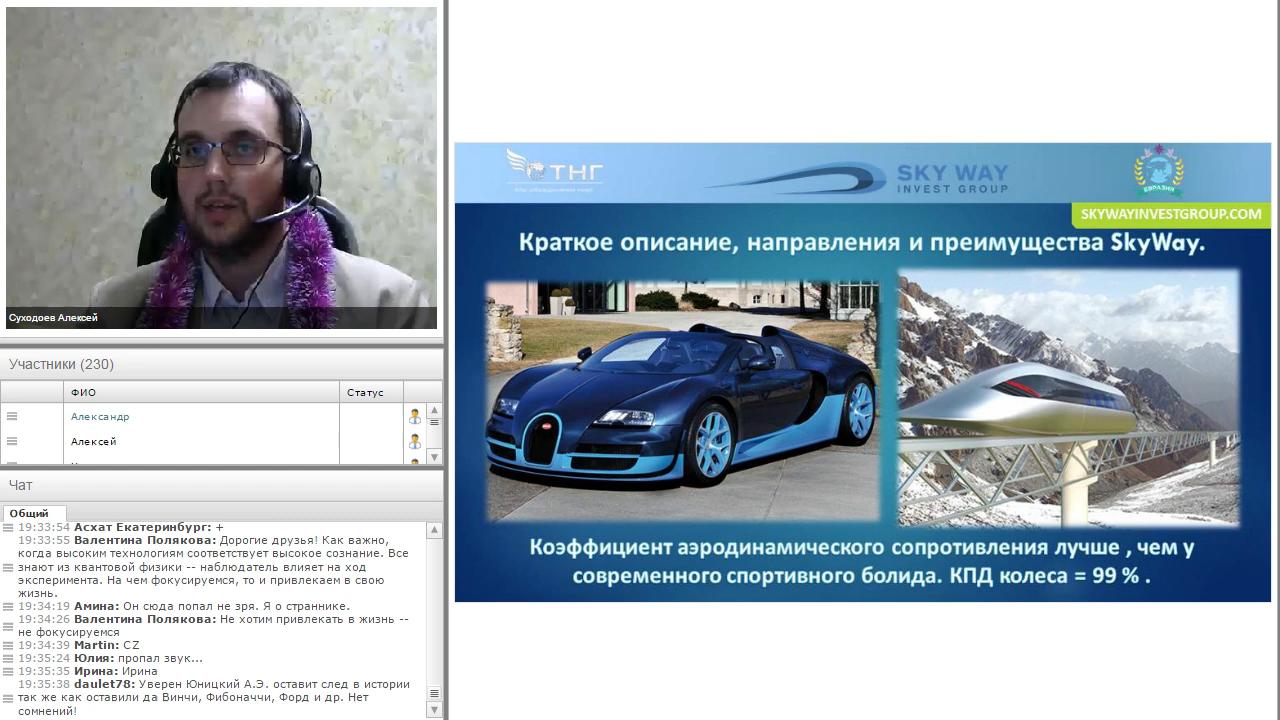 Суходоев Алексей
Участники (230)
ФИО
Статус
Александр
Алексей
Чат
Общий
19:33:54 Асхат Екатеринбург: +
19:33:55 Валентина Полякова: Дорогие друзья! Как важно,
когда высоким технологиям соответствует высокое сознание. Все
знают из квантовой физики -- наблюдатель влияет на ход
эксперимента. На чем фокусируемся, то и привлекаем в свою
жизнь.
19:34:19 Амина: Он сюда попал не зря. Я о страннике.
19:34:26 Валентина Полякова: Не хотим привлекать в жизнь --
не фокусируемся
19:34:39 Martin: CZ
19:35:24 Юлия: пропал звук...
19:35:35 Ирина: Ирина
19:35:38 daulet78: Уверен Юницкий А.Э. оставит след в истории
так же как оставили да Винчи, Фибоначчи, Форд и др. Нет
сомнений!
ТНГ
SKY WAY
INVEST GROUP
ЕВРАЗИЯ
SKYWAYINVESTGROUP.COM
Краткое описание, направления и преимущества SkyWay.
Коэффициент аэродинамического сопротивления лучше , чем у
современного спортивного болида. КПД колеса = 99 % .